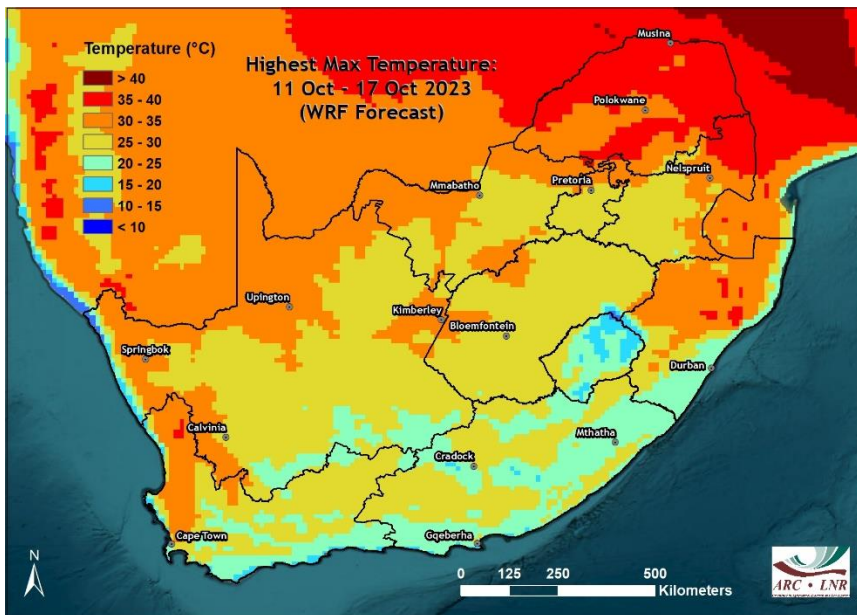 Temperature (°C)
> 40
35 - 40
30 - 35
25 - 30
20 - 25
15 - 20
10 - 15
< 10
Highest Max Temperature:
11 Oct - 17 Oct 2023
(WRF Forecast)
Musina
Polokwane
Nelspruit
Pretoria
Mmabatho
Upington
Kimberley
Bloemfontein
Springbok
Durban
Calvinia
Mthatha
Cradock
Cape Town
Gqeberha
N
0 125 250 500
Kilometers
ARC • LNR